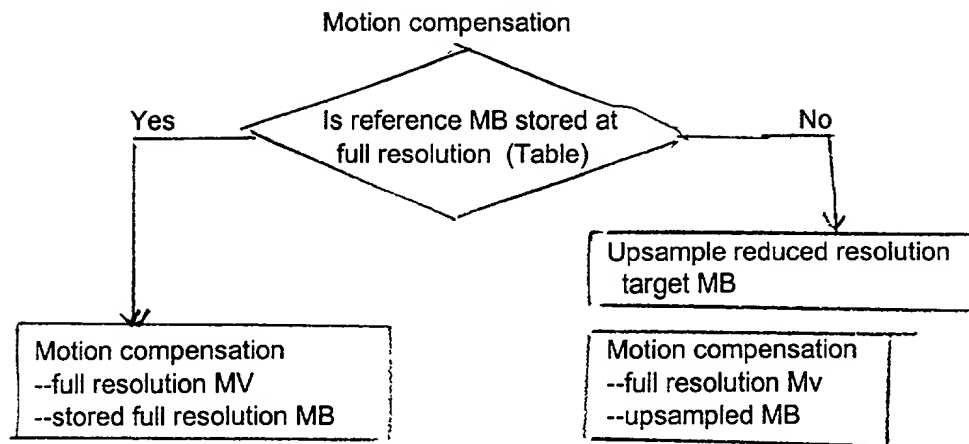 Motion compensation
Yes
Is reference MB stored at
full resolution (Table)
No
Upsample reduced resolution
target MB
Motion compensation
--full resolution MV
--stored full resolution MB
Motion compensation
--full resolution Mv
--upsampled MB